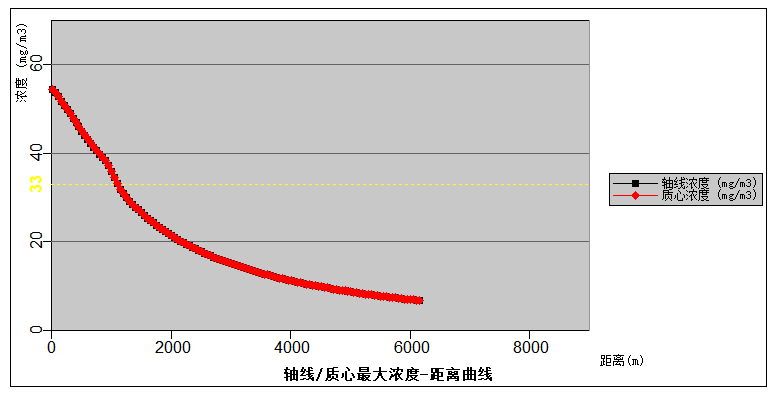 浓度 (mg/m3)
60
40
33
20
0
0 2000 4000 6000 8000
距离(m)
轴线/质心最大浓度-距离曲线
轴线浓度 (mg/m3)
质心浓度 (mg/m3)